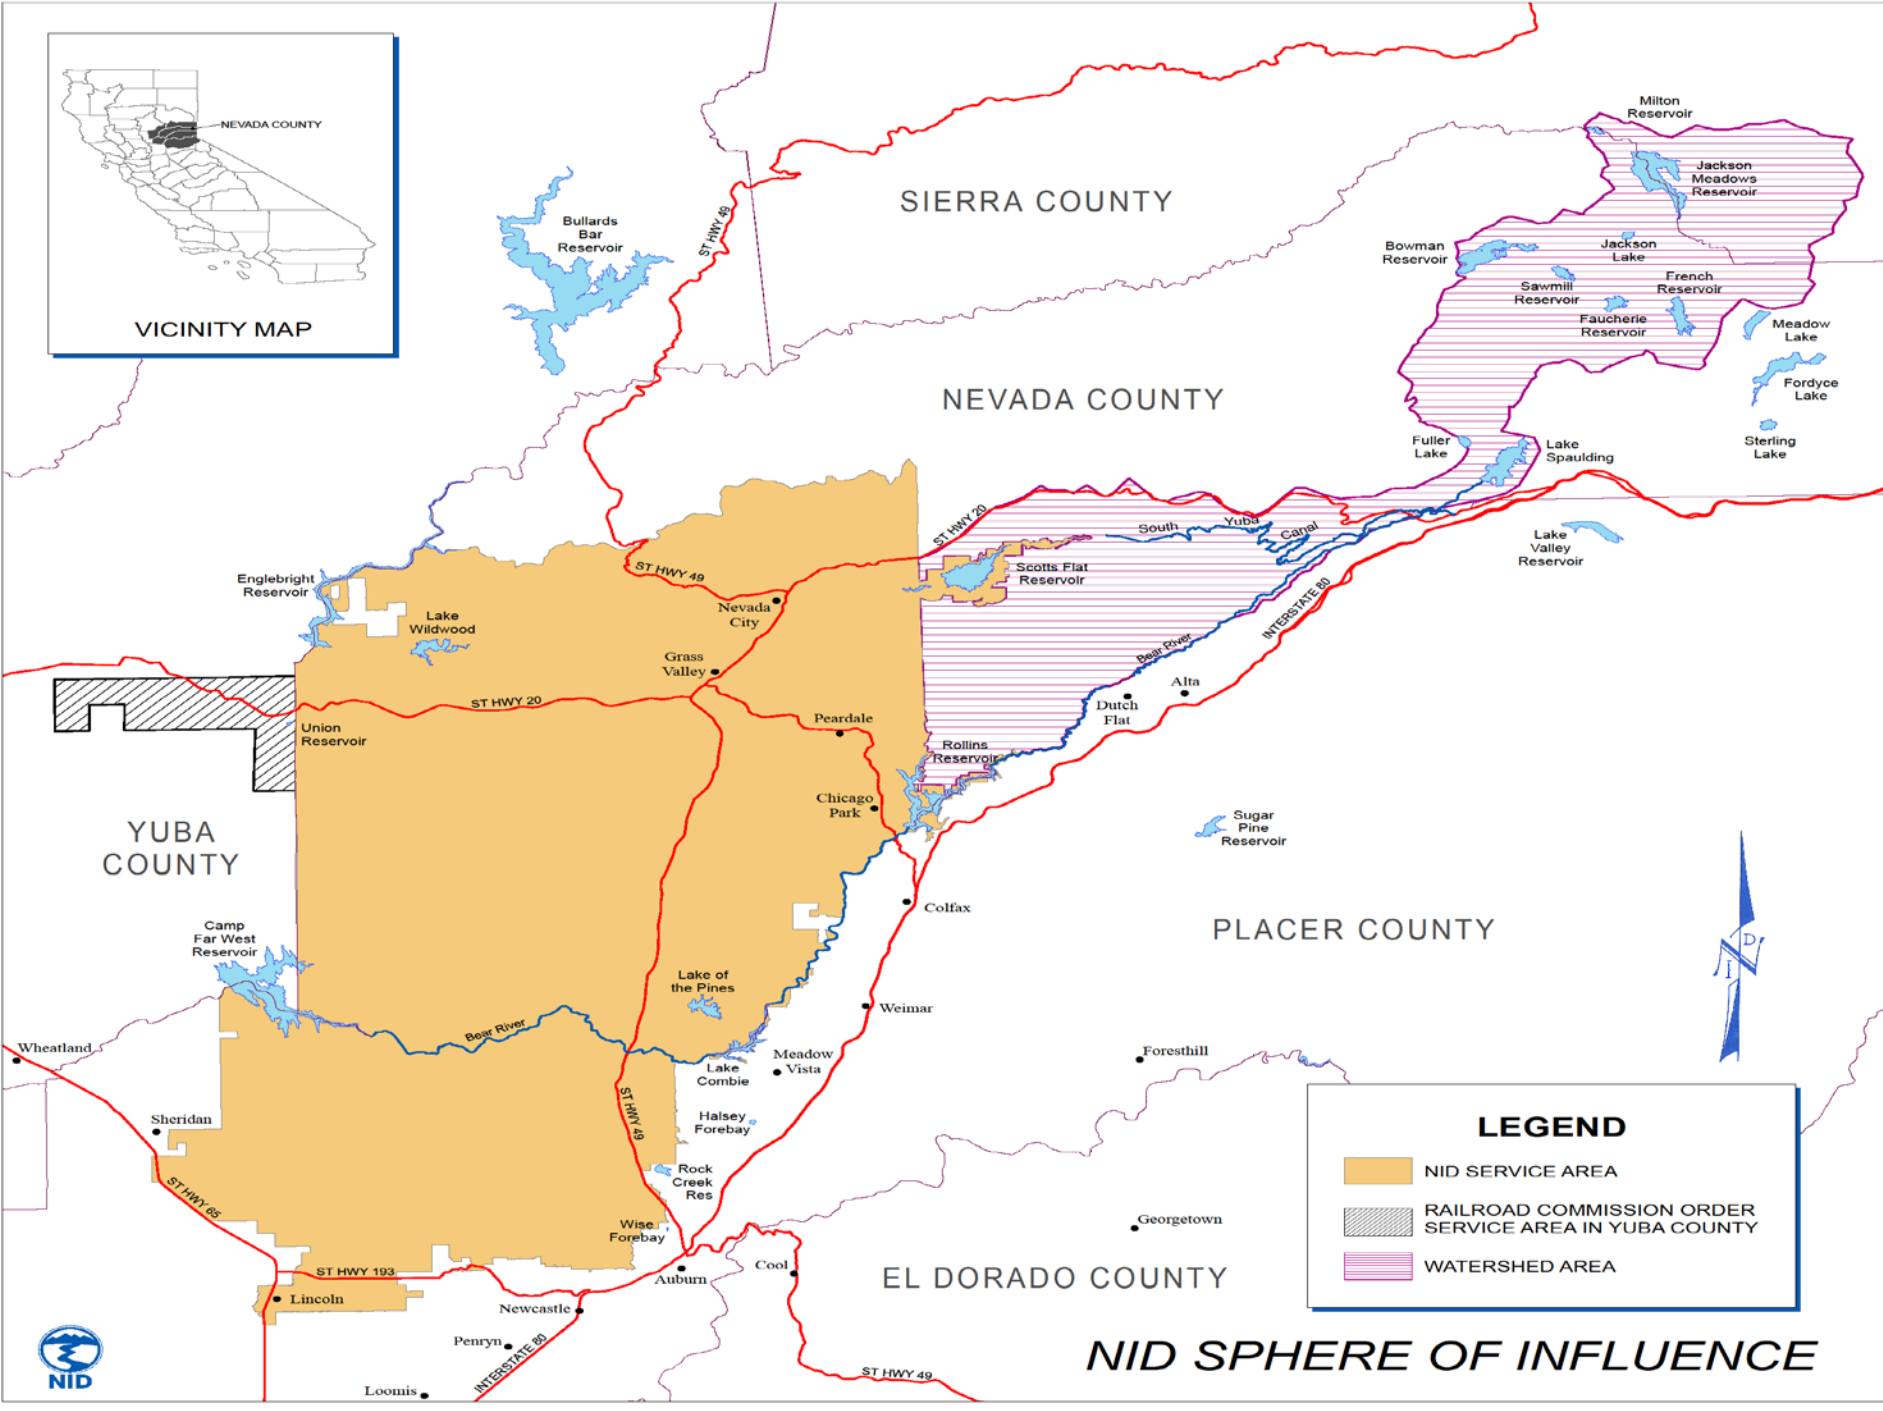 NEVADA COUNTY
VICINITY MAP
Bullards
Bar
Reservoir
ST HWY 49
SIERRA COUNTY
Milton
Reservoir
Jackson
Meadows
Reservoir
Bowman
Reservoir
Jackson
Lake
Sawmill
Reservoir
French
Reservoir
Faucherie
Reservoir
Meadow
Lake
Fordyce
Lake
Sterling
Lake
NEVADA COUNTY
Fuller
Lake
Lake
Spaulding
ST HWY 20
South
Yuba
Canal
Lake
Valley
Reservoir
Scotts Flat
Reservoir
ST HWY 49
Englebright
Reservoir
Lake
Wildwood
Nevada
City
Grass
Valley
INTERSTATE 80
Bear River
Alta
Dutch
Flat
ST HWY 20
Union
Reservoir
Peardale
Rollins
Reservoir
Chicago
Park
YUBA
COUNTY
Sugar
Pine
Reservoir
Colfax
PLACER COUNTY
Camp
Far West
Reservoir
Lake of
the Pines
Weimar
Bear River
Wheatland
Lake
Combie
Meadow
Vista
Foresthill
Sheridan
ST HWY 49
Halsey
Forebay
Rock
Creek
Res
ST HWY 65
Wise
Forebay
Georgetown
ST HWY 193
Auburn
Cool
EL DORADO COUNTY
Lincoln
Newcastle
Penryn
INTERSTATE 80
Loomis
ST HWY 49
N
I
D
LEGEND
NID SERVICE AREA
RAILROAD COMMISSION ORDER
SERVICE AREA IN YUBA COUNTY
WATERSHED AREA
NID SPHERE OF INFLUENCE
NID